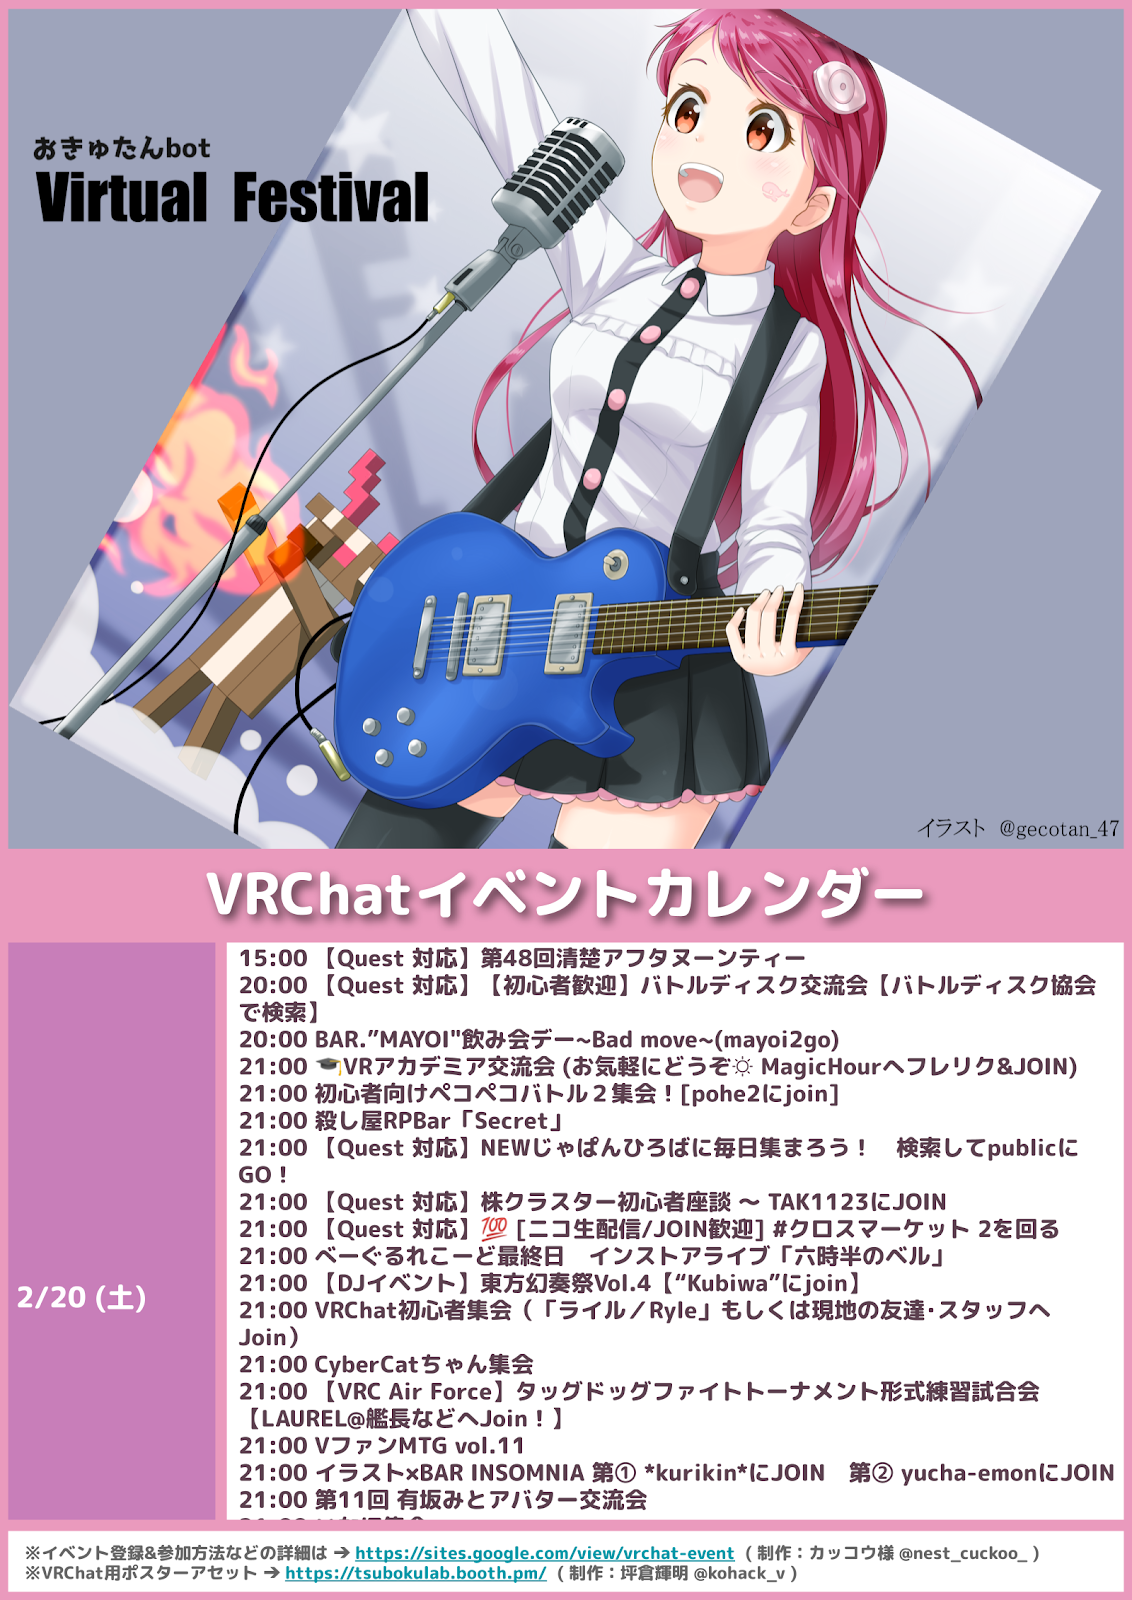 おきゅたんbot
Virtual Festival
イラスト @gecotan_47
VRChatイベントカレンダー
2/20 (土)
15:00 【Quest 対応】第48回清楚アフタヌーンティー
20:00 【Quest 対応】【初心者歓迎】バトルディスク交流会【バトルディスク協会
で検索】
20:00 BAR.”MAYOI"飲み会デー~Bad move~(mayoi2go)
21:00 🎓VRアカデミア交流会 (お気軽にどうぞ☼ MagicHourへフレリク&JOIN)
21:00 初心者向けペコペコバトル２集会！[pohe2にjoin]
21:00 殺し屋RPBar「Secret」
21:00 【Quest 対応】NEWじゃぱんひろばに毎日集まろう！　検索してpublicに
GO！
21:00 【Quest 対応】株クラスター初心者座談 〜 TAK1123にJOIN
21:00 【Quest 対応】💯 [ニコ生配信/JOIN歓迎] #クロスマーケット 2を回る
21:00 べーぐるれこーど最終日　インストアライブ「六時半のベル」
21:00 【DJイベント】東方幻奏祭Vol.4【“Kubiwa”にjoin】
21:00 VRChat初心者集会（「ライル／Ryle」もしくは現地の友達･スタッフへ
Join）
21:00 CyberCatちゃん集会
21:00 【VRC Air Force】タッグドッグファイトトーナメント形式練習試合会
【LAUREL@艦長などへJoin！】
21:00 VファンMTG vol.11
21:00 イラスト×BAR INSOMNIA 第① *kurikin*にJOIN　第② yucha-emonにJOIN
21:00 第11回 有坂みとアバター交流会
※イベント登録&参加方法などの詳細は ➔ https://sites.google.com/view/vrchat-event ( 制作：カッコウ様 @nest_cuckoo_ )
※VRChat用ポスターアセット ➔ https://tsubokulab.booth.pm/ ( 制作：坪倉輝明 @kohack_v )